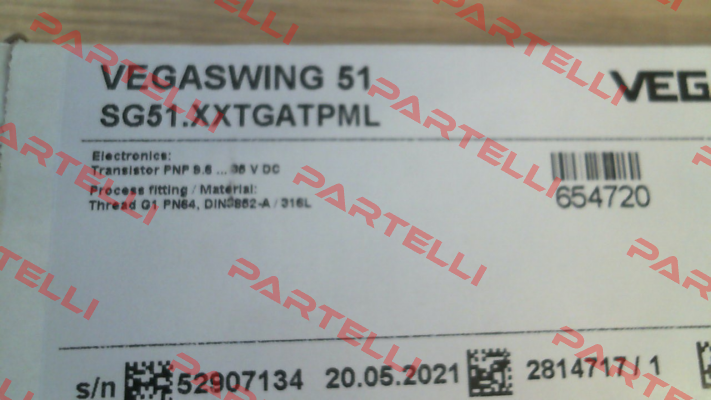 VEGASWING 51
SG51.XXTGATPML
VEG
Electronics:
Transistor PNP 9.6 ... 35 V DC
Process fitting / Material:
Thread G1 PN64, DIN3852-A / 316L
654720
s/n 52907134 20.05.2021 2814717/1
PARTELLI
PARTELLI
PARTELLI
PARTELLI
PARTELLI
PARTELLI
PARTELLI
PARTELLI